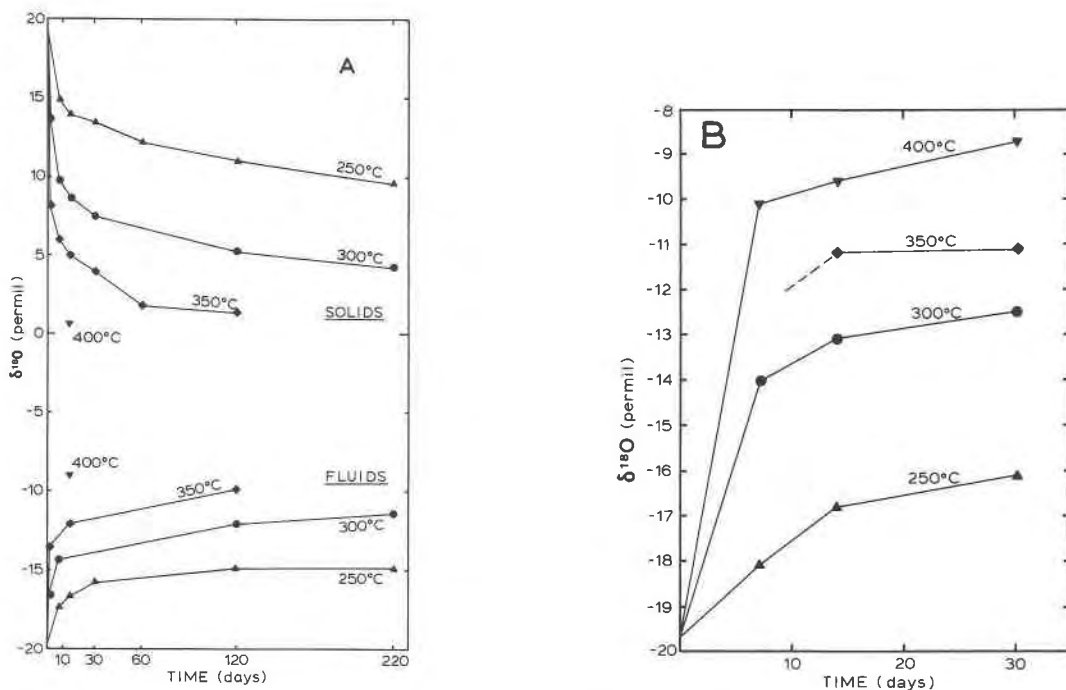 20
15
10
5
0
-5
-10
-15
-20
δ¹⁸O (permil)
A
250°C
300°C
350°C
SOLIDS
400°C
400°C
FLUIDS
350°C
300°C
250°C
10 30 60 120 220
TIME (days)
-8
-9
-10
-11
-12
-13
-14
-16
-17
-18
-19
-20
δ¹⁸O (permil)
B
400°C
350°C
300°C
250°C
10 20 30
TIME (days)